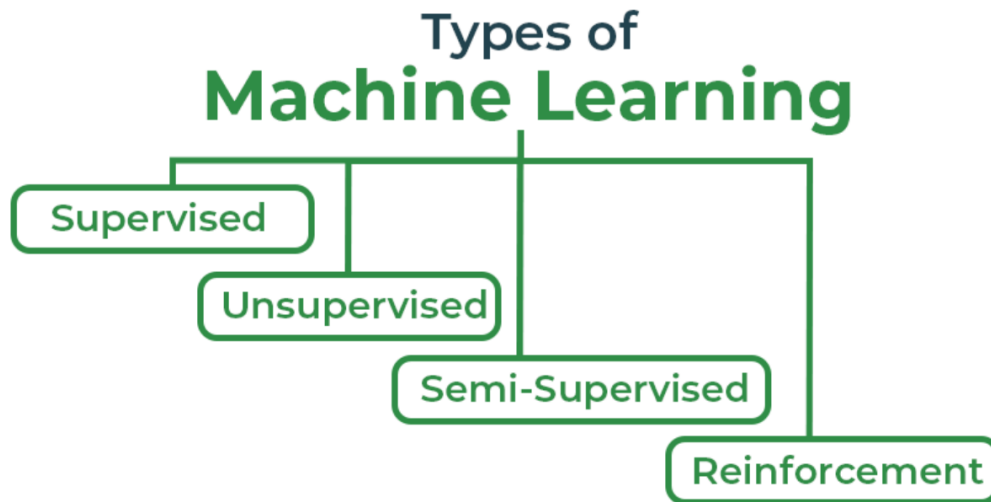 Types of
Machine Learning
Supervised
Unsupervised
Semi-Supervised
Reinforcement